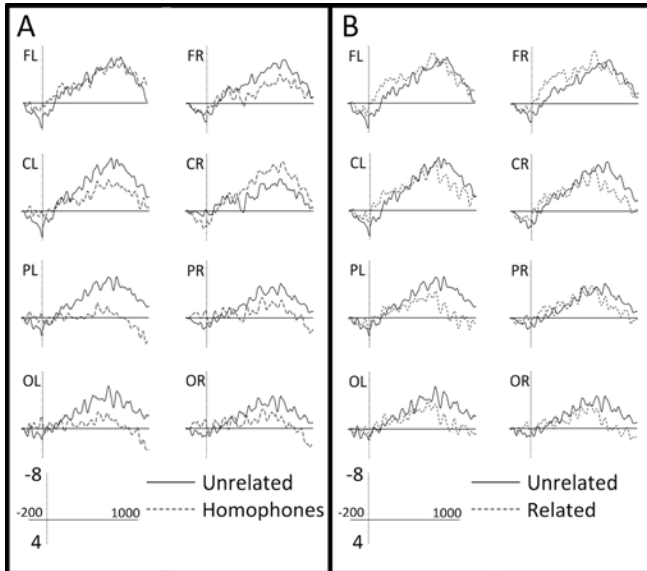 A
FL FR
CL CR
PL PR
OL OR
-8
-200 1000
4
Unrelated
Homophones
B
FL FR
CL CR
PL PR
OL OR
-8
-200 1000
4
Unrelated
Related